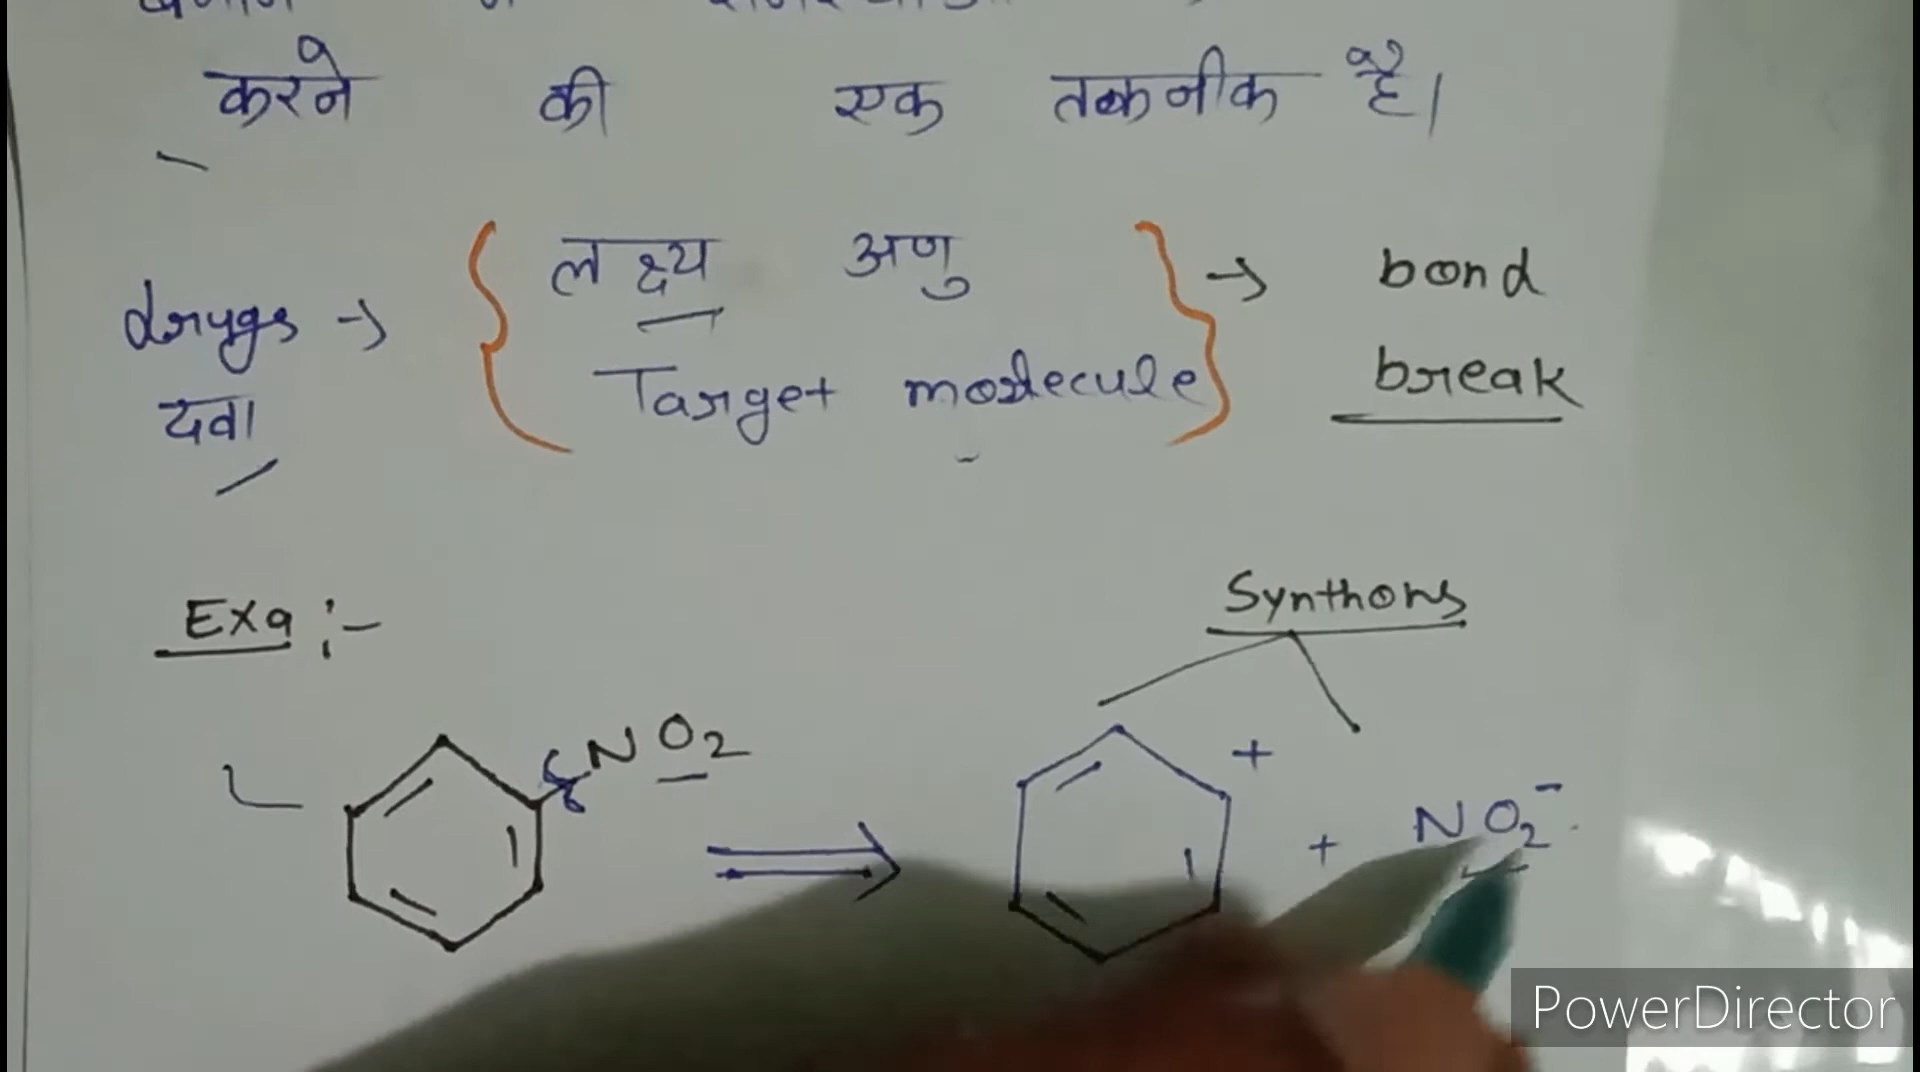 करने की एक तकनीक है।
लक्ष्य अणु
bond
drugs →
दवा
Target molecule
break
Synthons
Exa :-
NO2
+
+ NO2-
PowerDirector